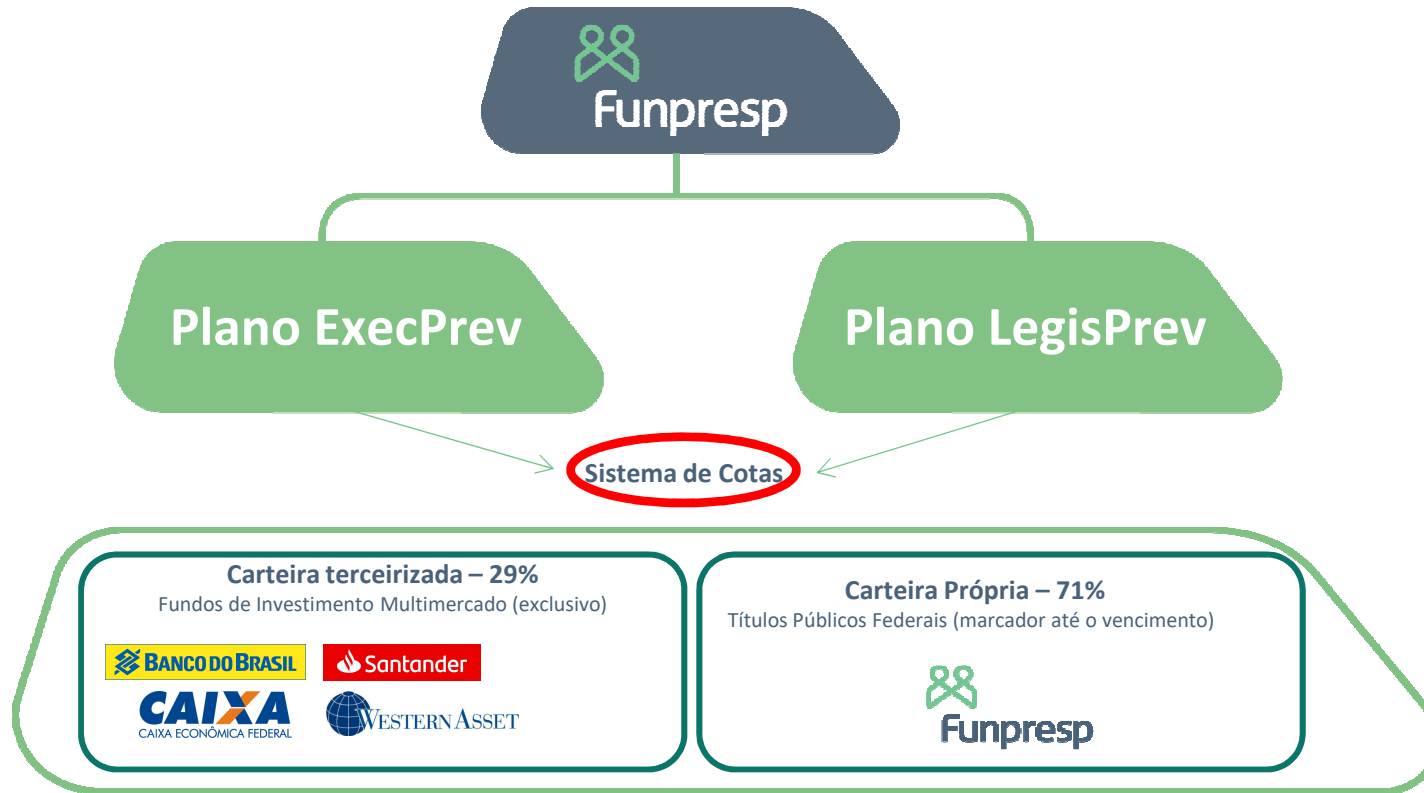 Funpresp
Plano ExecPrev
Plano LegisPrev
Sistema de Cotas
Carteira terceirizada – 29%
Fundos de Investimento Multimercado (exclusivo)
BANCO DO BRASIL
Santander
CAIXA
CAIXA ECONÔMICA FEDERAL
WESTERN ASSET
Carteira Própria – 71%
Títulos Públicos Federais (marcador até o vencimento)
Funpresp